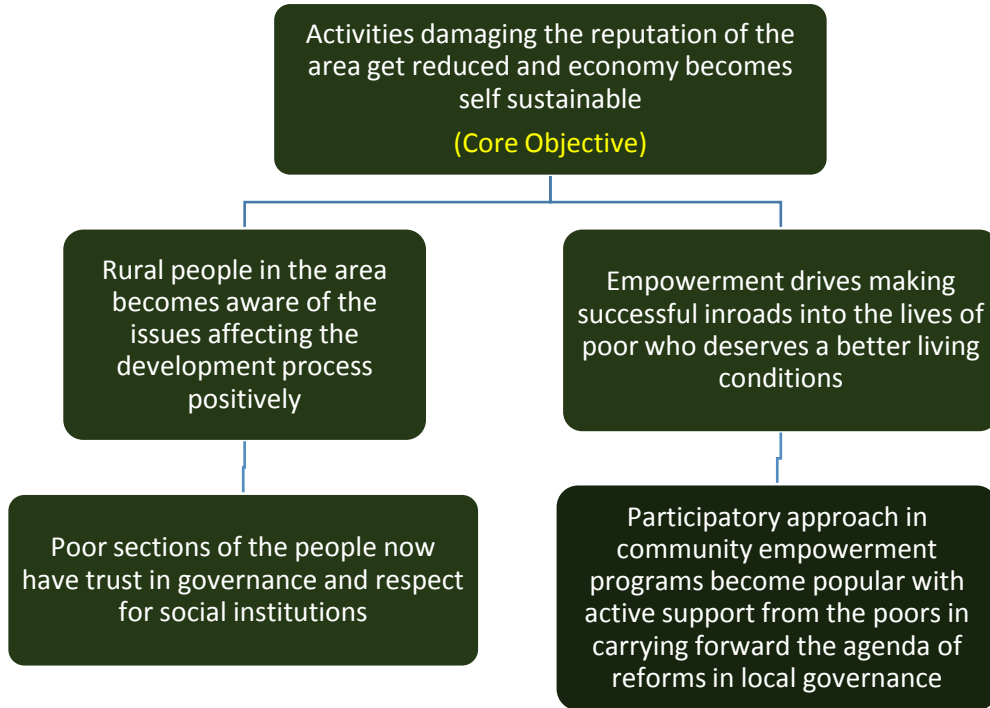 Activities damaging the reputation of the
area get reduced and economy becomes
self sustainable
(Core Objective)
Rural people in the area
becomes aware of the
issues affecting the
development process
positively
Empowerment drives making
successful inroads into the lives of
poor who deserves a better living
conditions
Poor sections of the people now
have trust in governance and respect
for social institutions
Participatory approach in
community empowerment
programs become popular with
active support from the poors in
carrying forward the agenda of
reforms in local governance